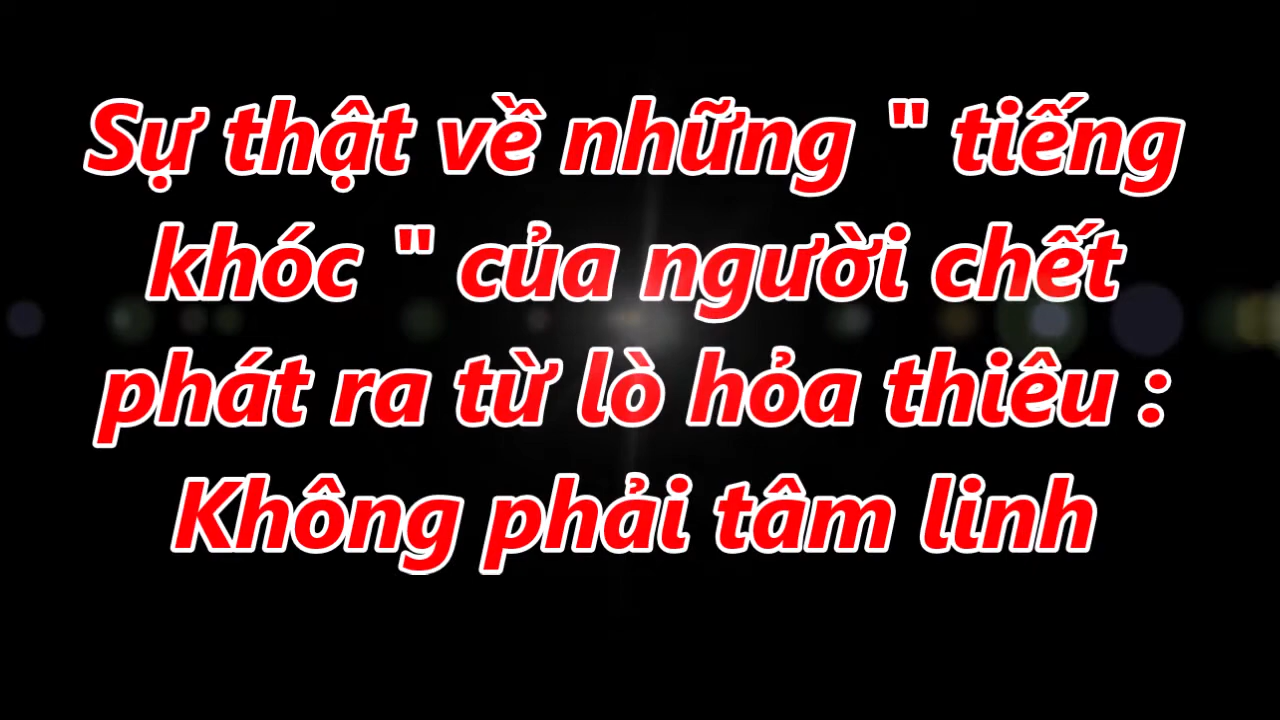 Sự thật về những " tiếng
khóc " của người chết
phát ra từ lò hỏa thiêu :
Không phải tâm linh